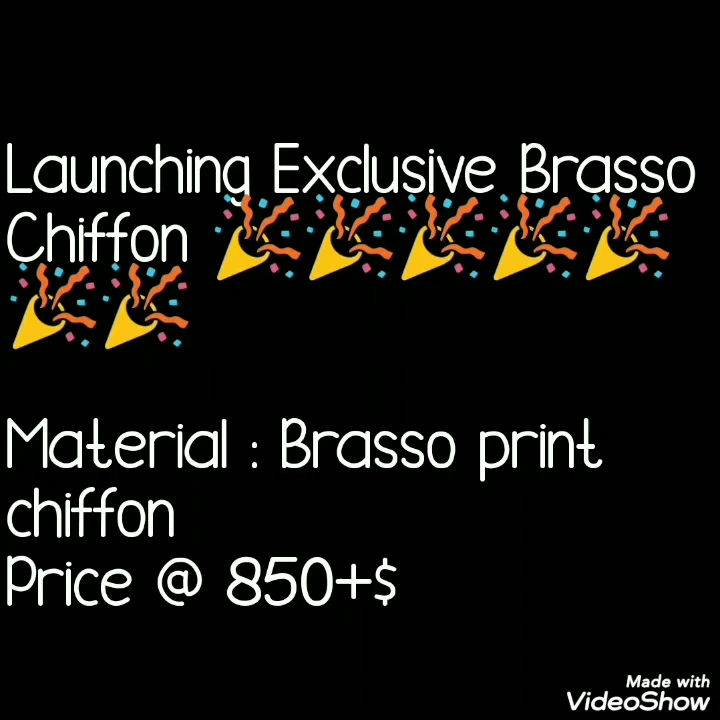 Launching Exclusive Brasso
Chiffon 🎉🎉🎉🎉🎉
🎉🎉
Material : Brasso print
chiffon
Price @ 850+$
Made with
VideoShow